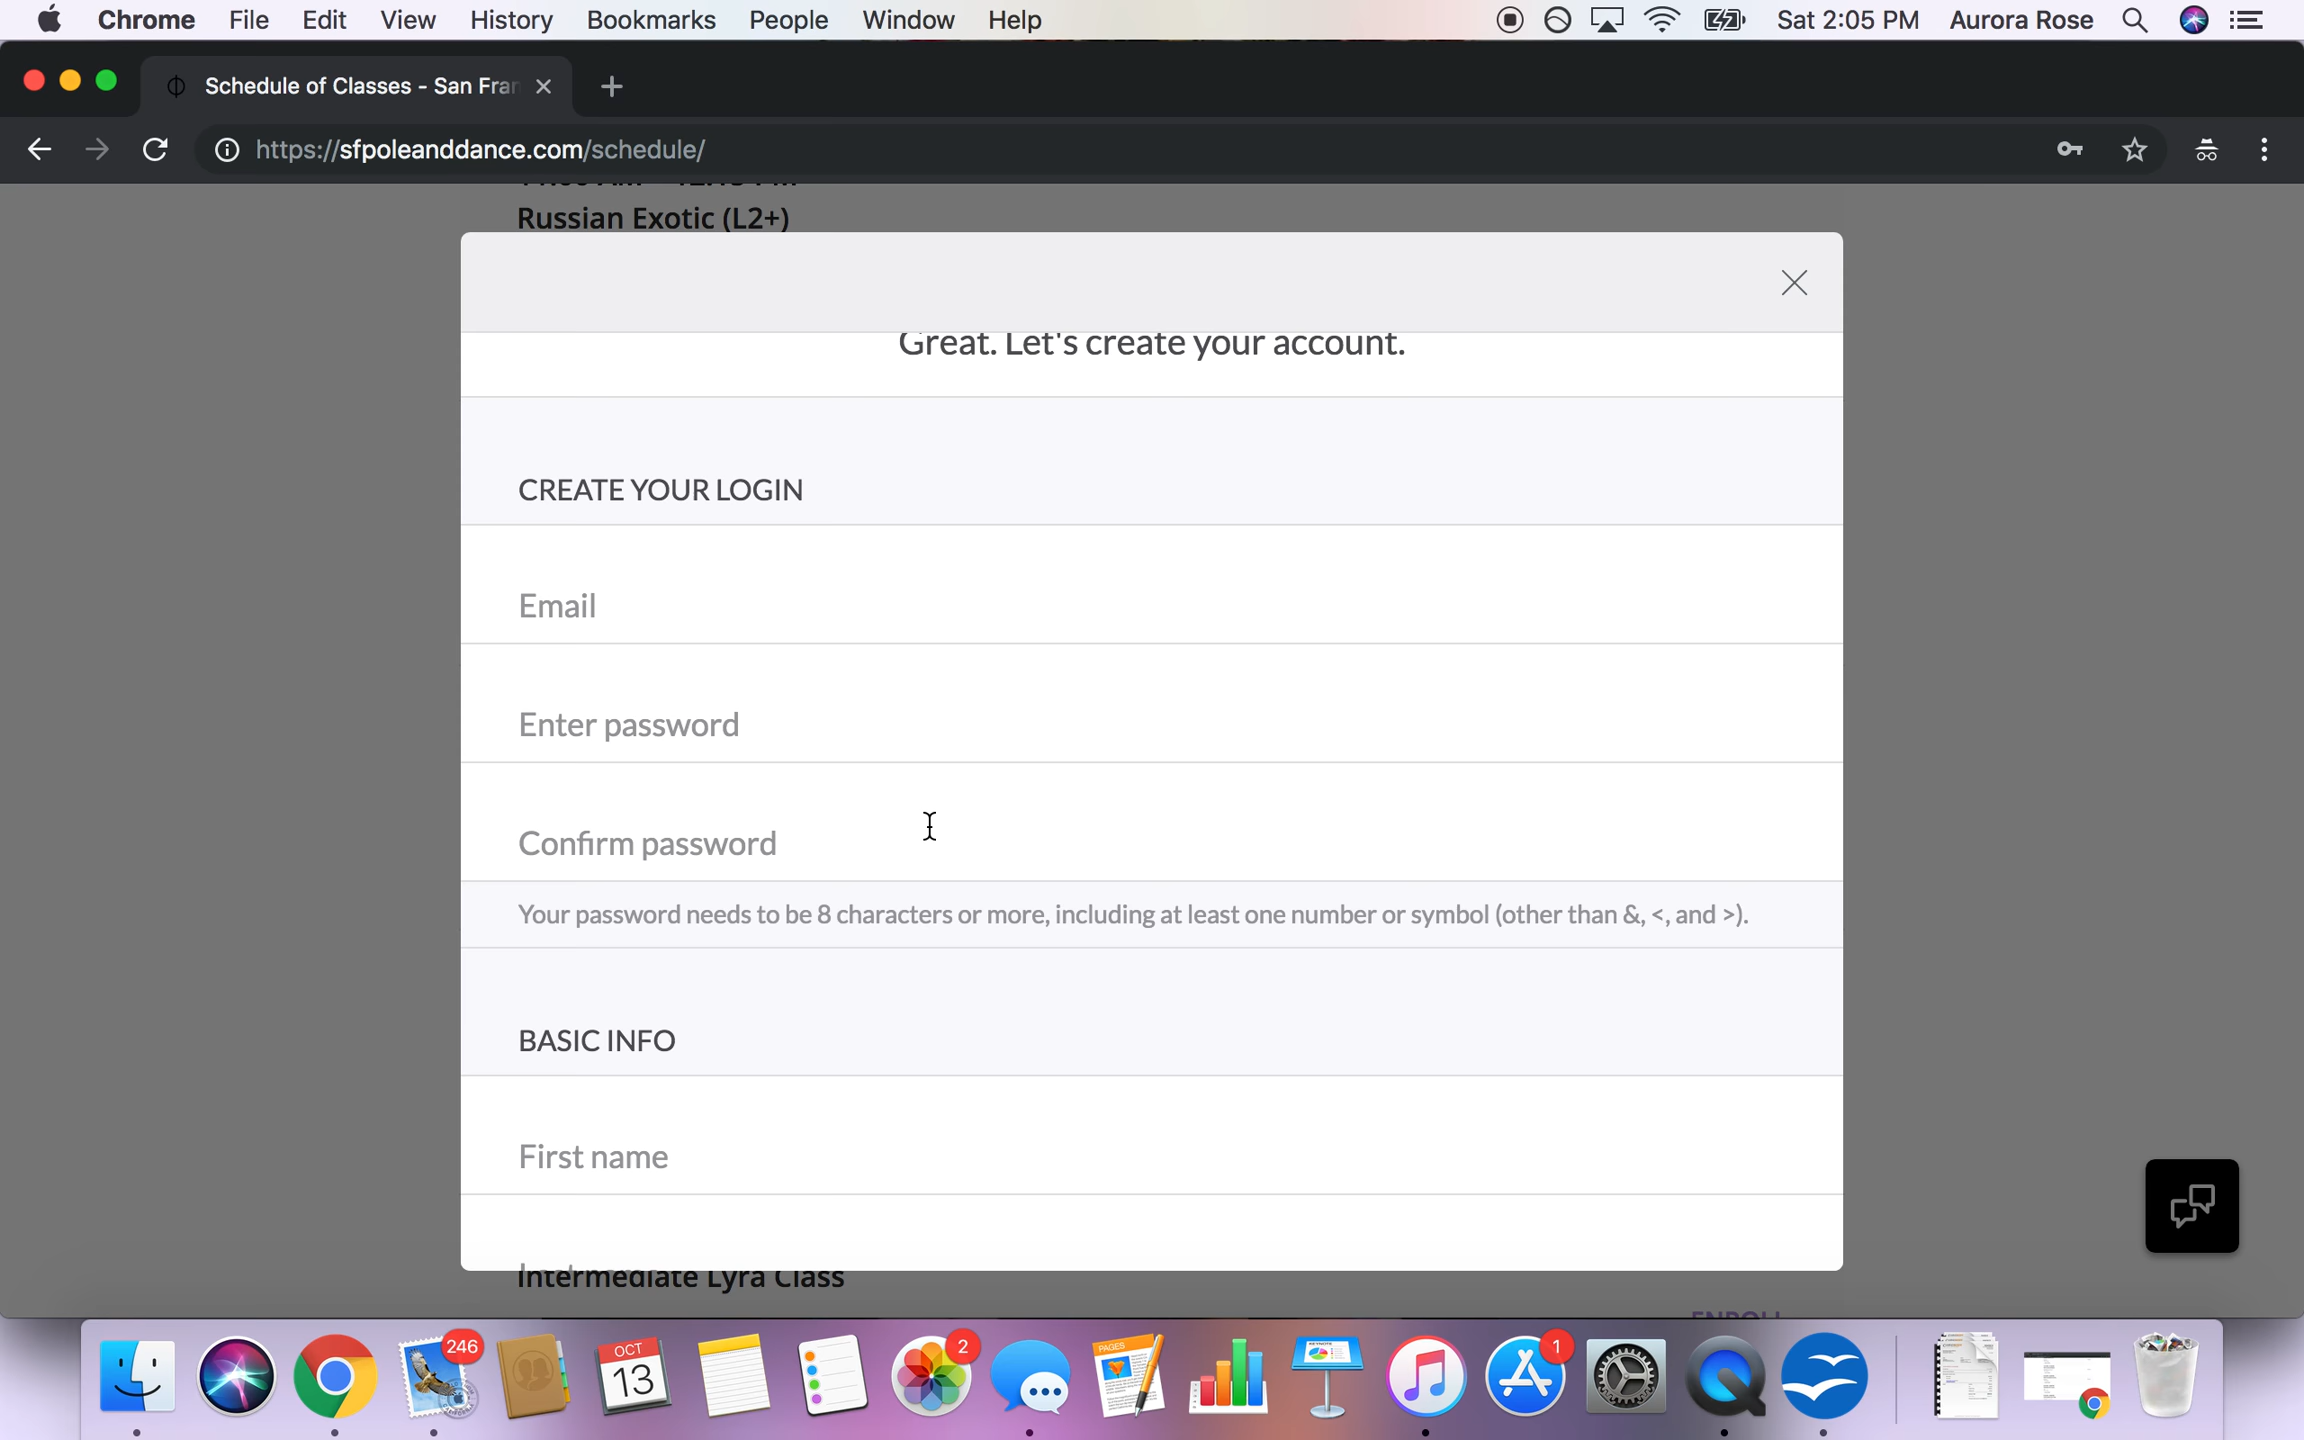 Chrome File Edit View History Bookmarks People Window Help Sat 2:05 PM Aurora Rose
Schedule of Classes - San Fran
https://sfpoleanddance.com/schedule/
Russian Exotic (L2+)
Great. Let's create your account.
CREATE YOUR LOGIN
Email
Enter password
Confirm password
Your password needs to be 8 characters or more, including at least one number or symbol (other than &, <, and >).
BASIC INFO
First name
Intermediate Lyra Class
ENROLL
246
OCT
13
2
PAGES
1